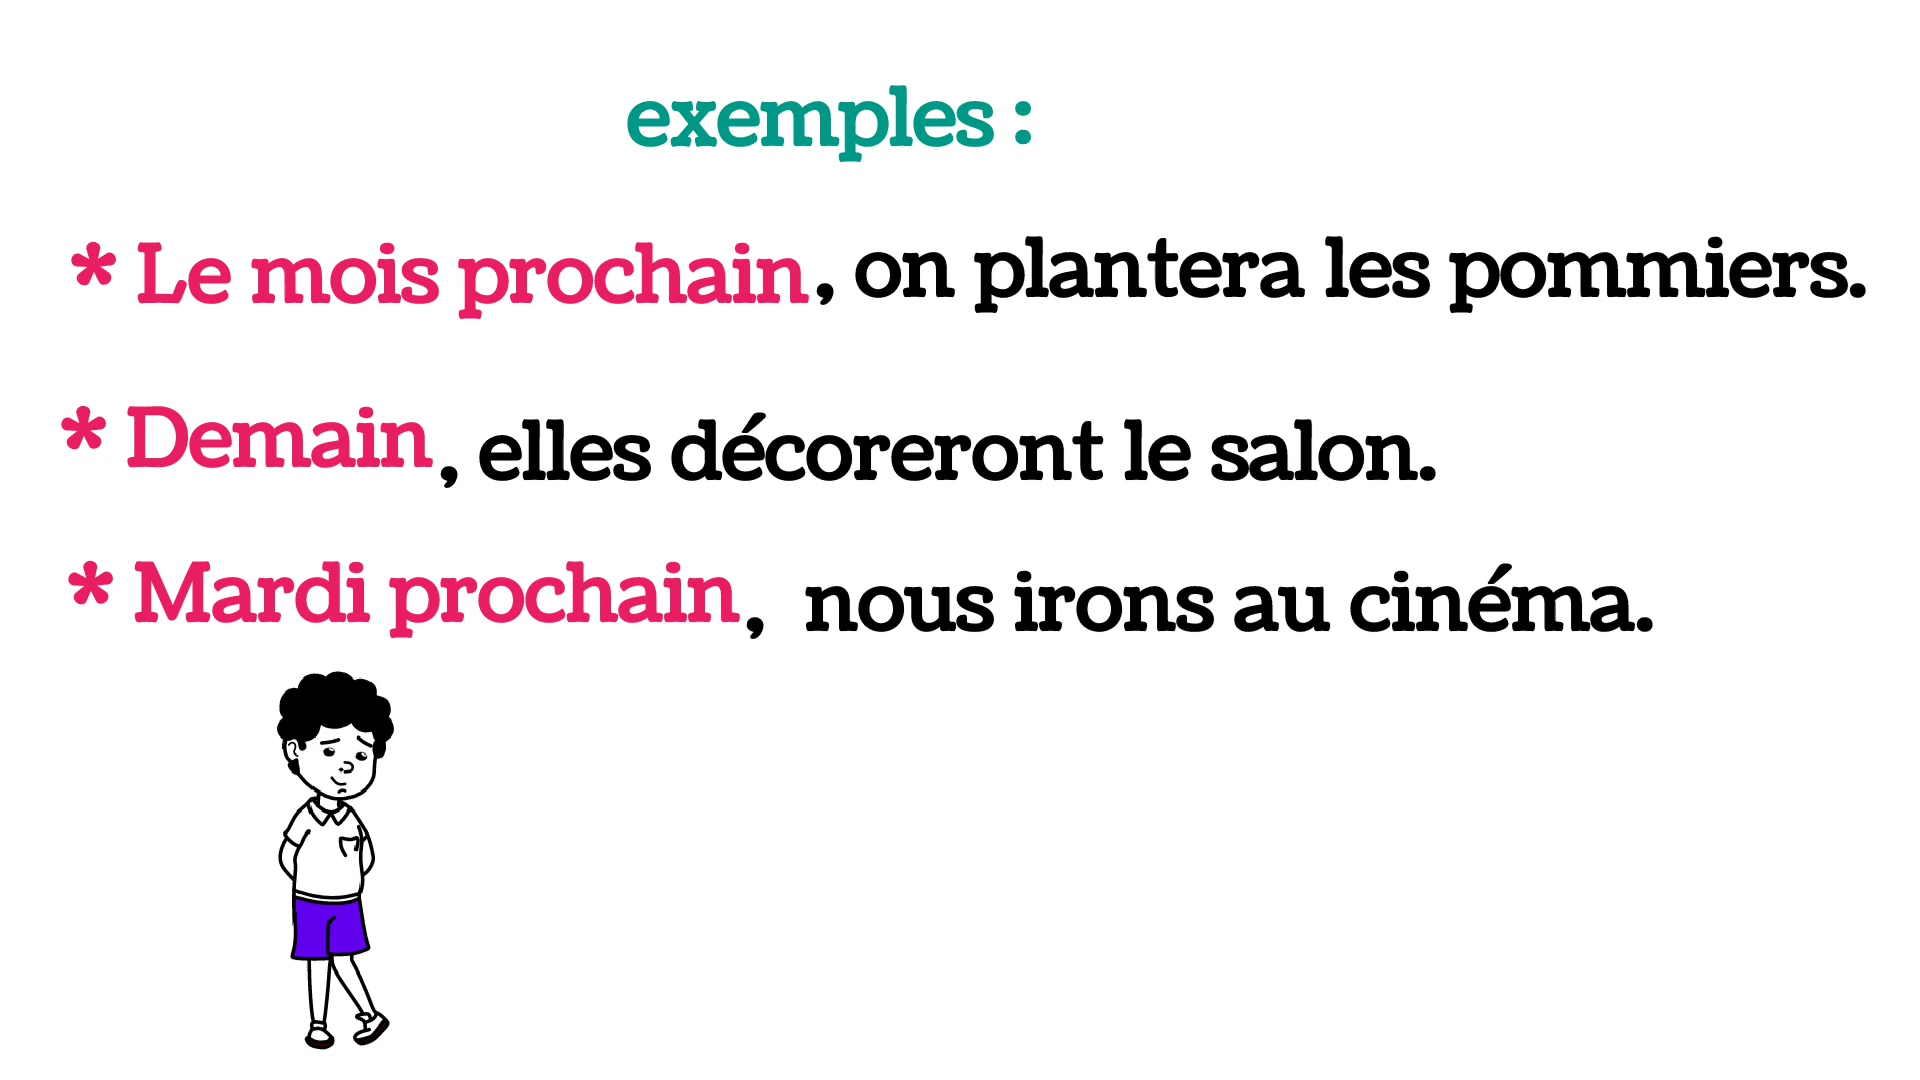 exemples :
* Le mois prochain, on plantera les pommiers.
* Demain, elles décoreront le salon.
* Mardi prochain, nous irons au cinéma.